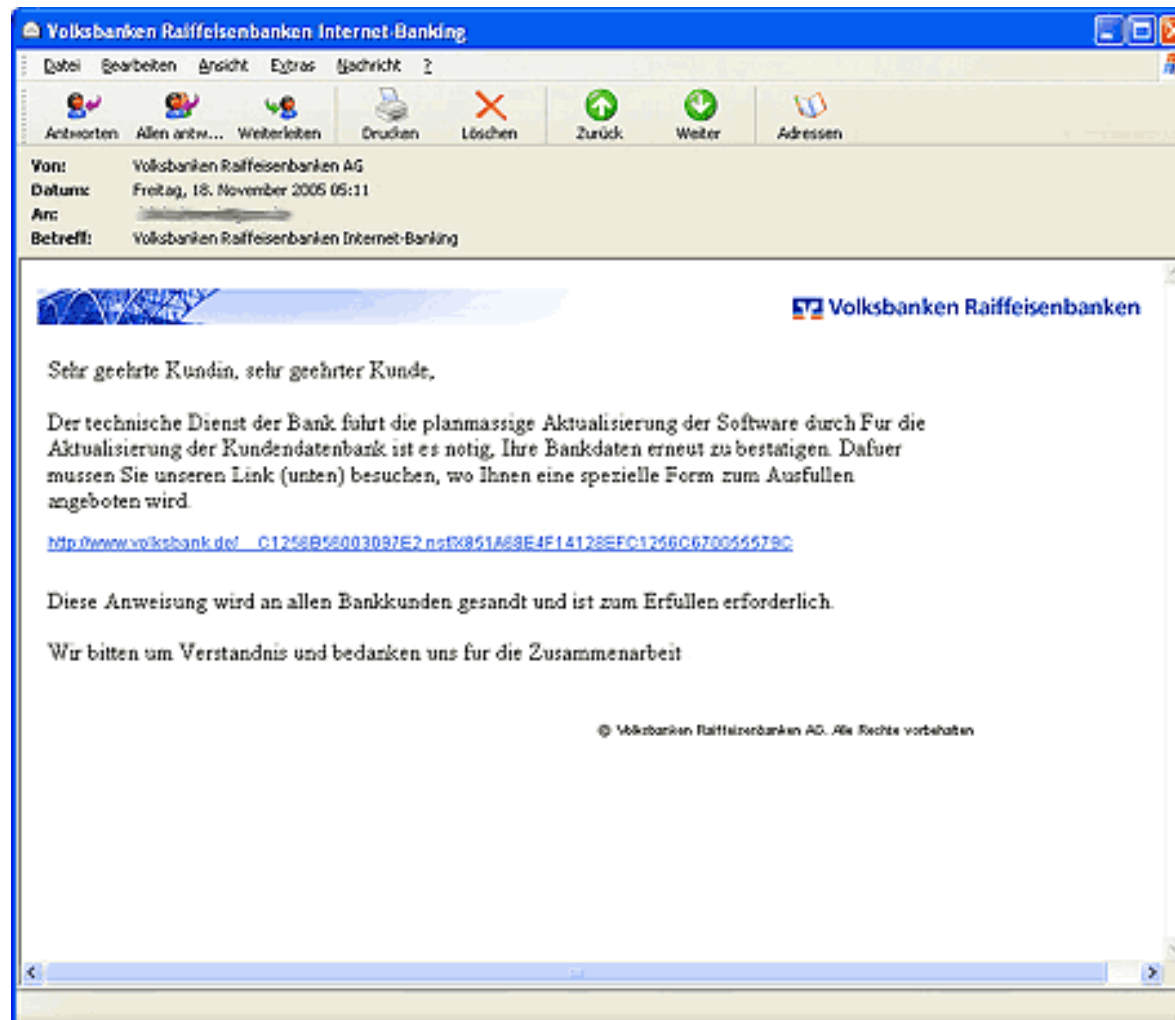 Volksbanken Raiffeisenbanken Internet-Banking
Datei Bearbeiten Ansicht Extras Nachricht ?
Antworten Allen antw... Weiterleiten Drucken Löschen Zurück Weiter Adressen
Von: Volksbanken Raiffeisenbanken AG
Datum: Freitag, 18. November 2005 05:11
An:
Betreff: Volksbanken Raiffeisenbanken Internet-Banking
Volksbanken Raiffeisenbanken
Sehr geehrte Kundin, sehr geehrter Kunde,
Der technische Dienst der Bank fuhrt die planmassige Aktualisierung der Software durch Fur die
Aktualisierung der Kundendatenbank ist es notig, Ihre Bankdaten erneut zu bestatigen. Dafuer
mussen Sie unseren Link (unten) besuchen, wo Ihnen eine spezielle Form zum Ausfullen
angeboten wird.
Diese Anweisung wird an allen Bankkunden gesandt und ist zum Erfullen erforderlich.
Wir bitten um Verstandnis und bedanken uns fur die Zusammenarbeit
© Volksbanken Raiffeisenbanken AG. Alle Rechte vorbehalten